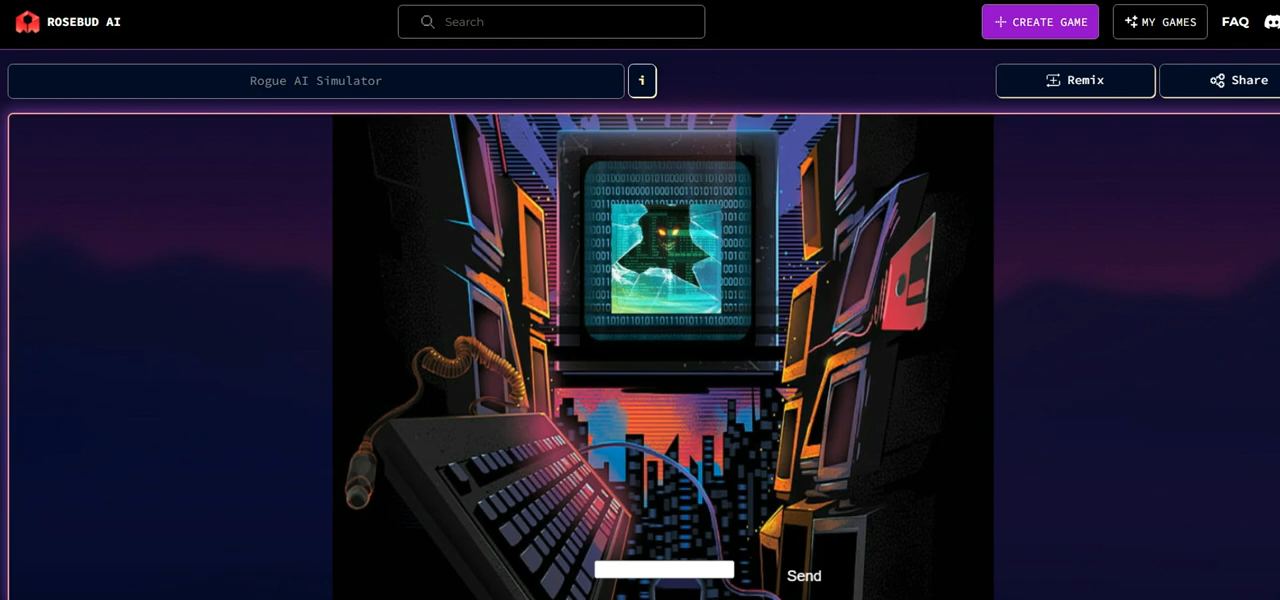 ROSEBUD AI
Search
CREATE GAME
MY GAMES
FAQ
Rogue AI Simulator
i
Remix
Share
Send